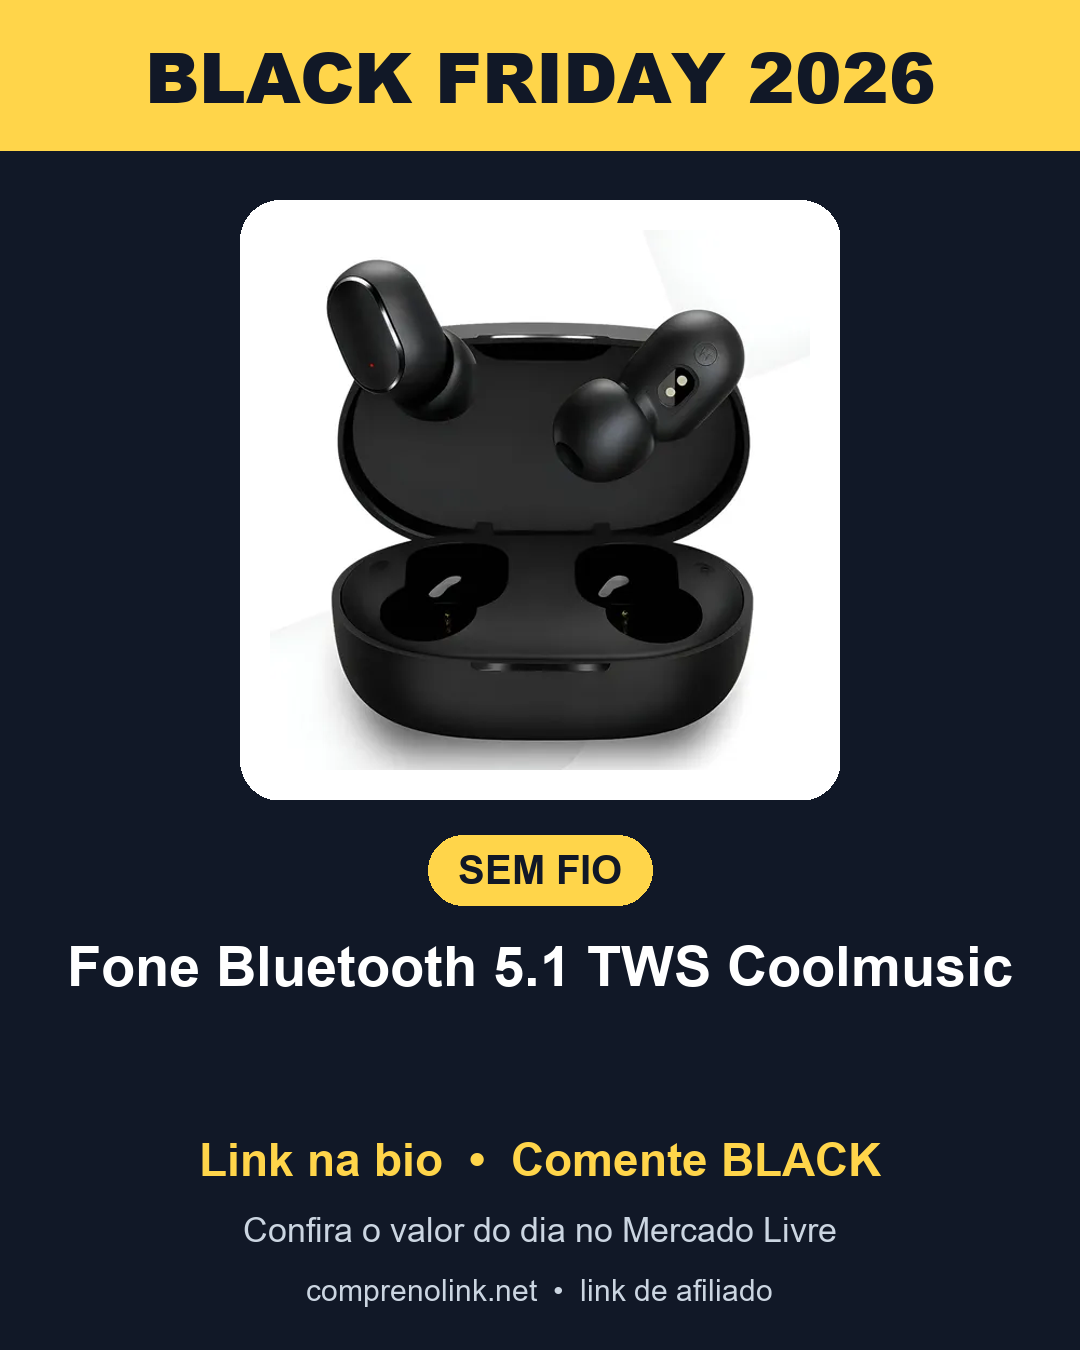 BLACK FRIDAY 2026
SEM FIO
Fone Bluetooth 5.1 TWS Coolmusic
Link na bio • Comente BLACK
Confira o valor do dia no Mercado Livre
comprenolink.net • link de afiliado